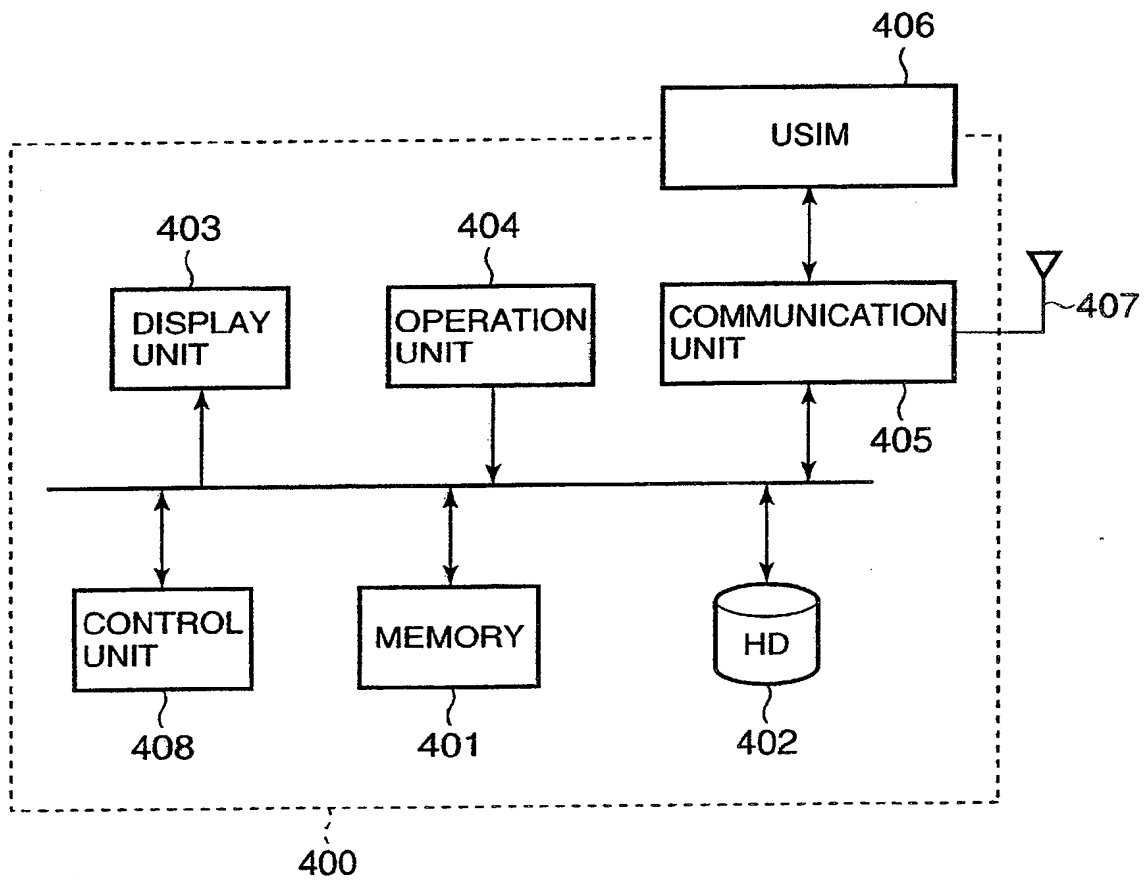 406
USIM
403
404
DISPLAY
UNIT
OPERATION
UNIT
COMMUNICATION
UNIT
407
405
CONTROL
UNIT
MEMORY
HD
408
401
402
400